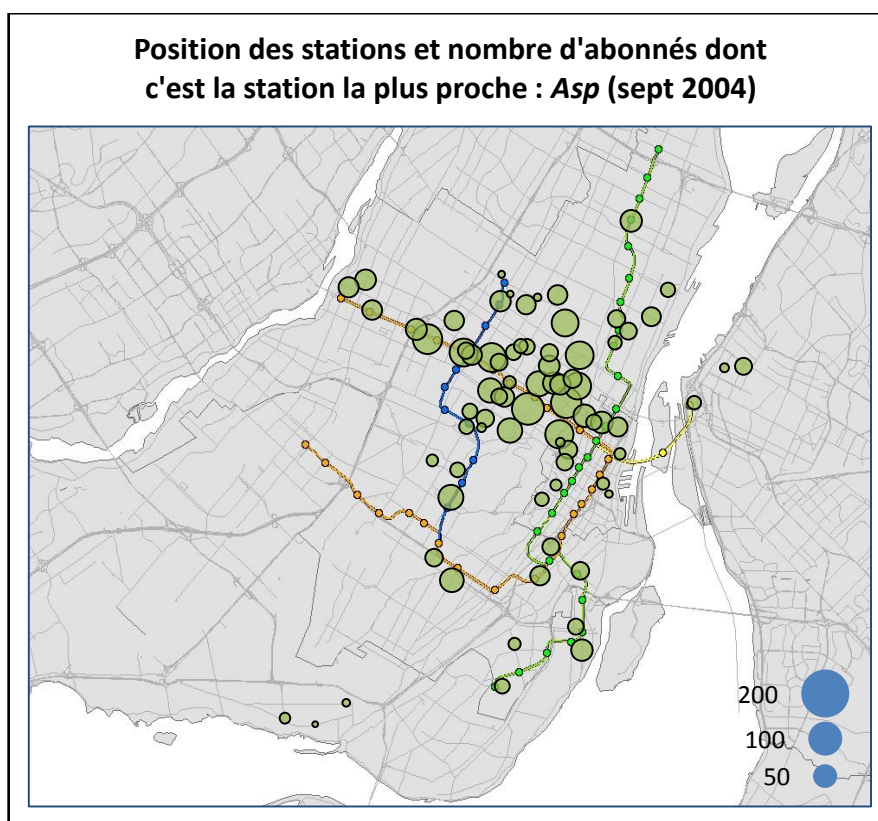 Position des stations et nombre d'abonnés dont
c'est la station la plus proche : Asp (sept 2004)
200
100
50